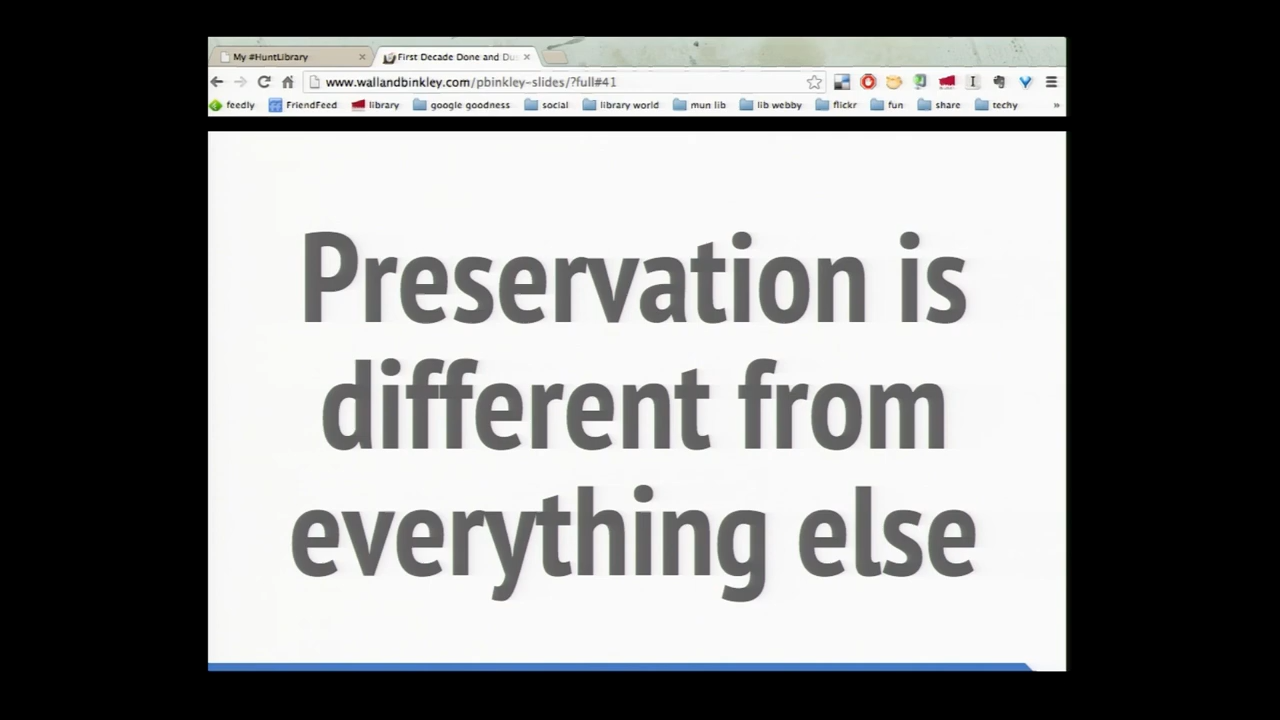 My #HuntLibrary
First Decade Done and Dus
www.wallandbinkley.com/pbinkley-slides/?full#41
feedly FriendFeed library google goodness social library world mun lib lib webby flickr fun share techy »
Preservation is
different from
everything else